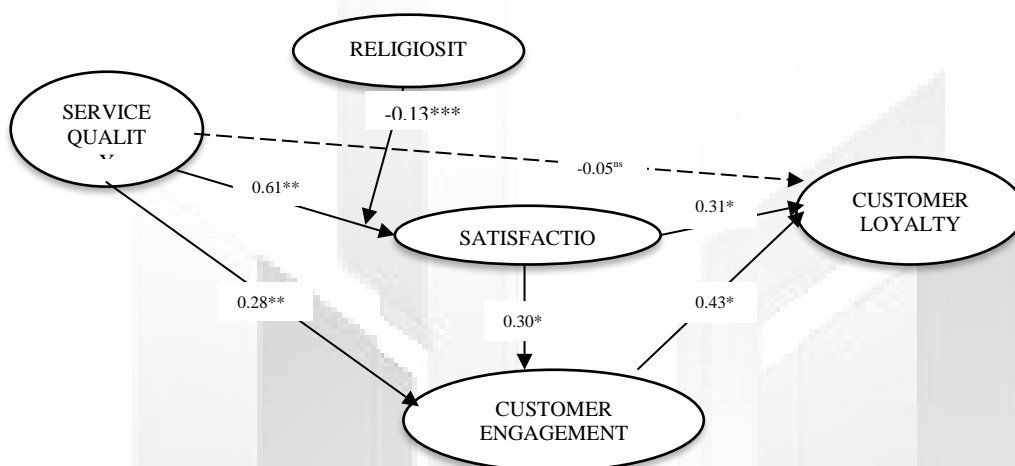 RELIGIOSIT
SERVICE
QUALIT
Y
-0.13***
-0.05ns
0.61**
0.31*
CUSTOMER
LOYALTY
SATISFACTIO
0.28**
0.30*
0.43*
CUSTOMER
ENGAGEMENT